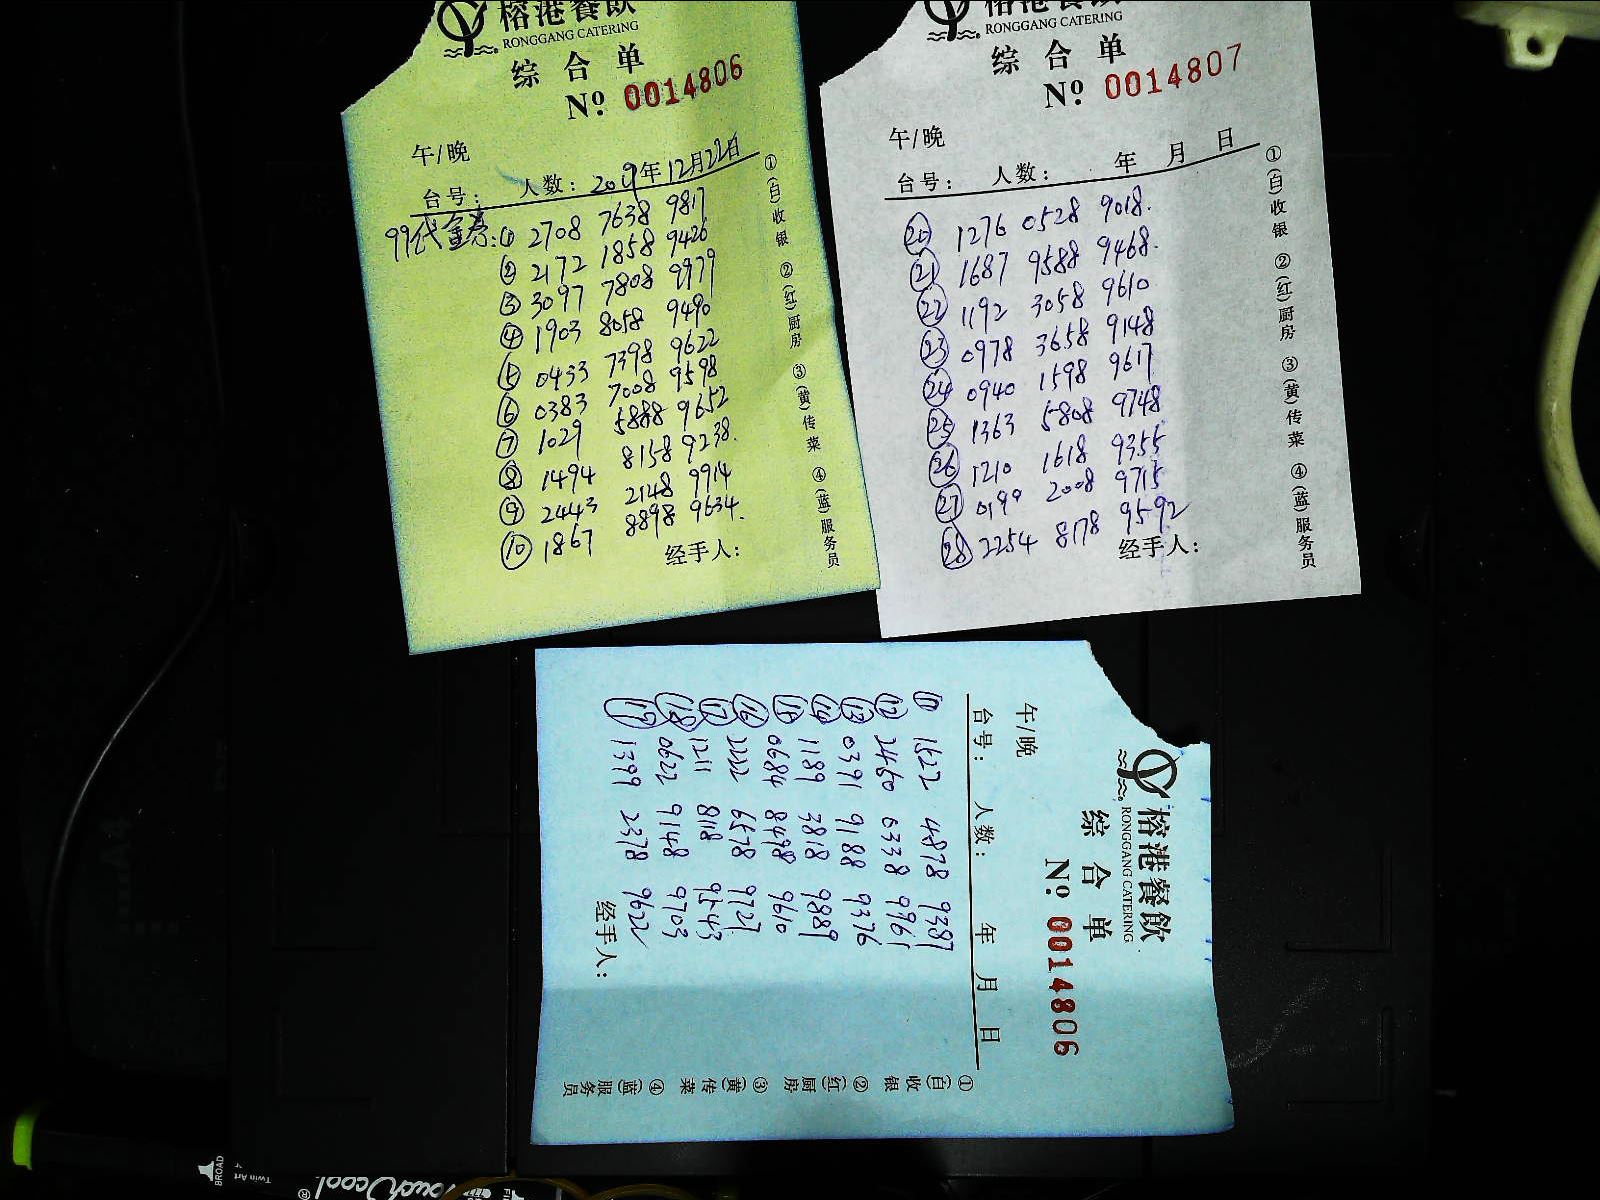 榕港餐飲
RONGGANG CATERING
综合单
Nº. 0014806
午/晚
台号: 人数: 2019年12月22日
99代金券:① 2708 7638 9817
② 2172 1858 9426
③ 3097 7808 9979
④ 1903 8058 9490
⑤ 0433 7398 9622
⑥ 0383 7008 9598
⑦ 1029 5888 9652
⑧ 1494 8158 9238.
⑨ 2443 2148 9914
⑩ 1867 8898 9634.
经手人:
①(白)收银 ②(红)厨房 ③(黄)传菜 ④(蓝)服务员
榕港餐飲
RONGGANG CATERING
综合单
Nº. 0014807
午/晚
台号: 人数: 年 月 日
⑳ 1276 0528 9018.
㉑ 1687 9588 9468.
㉒ 1192 3058 9610
㉓ 0978 3658 9148
㉔ 0940 1598 9617
㉕ 1363 5808 9748
㉖ 1210 1618 9355
㉗ 0199 2008 9715
㉘ 2254 8178 9592
经手人:
①(白)收银 ②(红)厨房 ③(黄)传菜 ④(蓝)服务员
榕港餐飲
RONGGANG CATERING
综合单
Nº. 0014806
午/晚
台号: 人数: 年 月 日
⑪ 1522 4878 9387
⑫ 2460 6338 9961
⑬ 0391 9188 9376
⑭ 1189 3818 9889
⑮ 0684 8498 9610
⑯ 2222 6578 9727
⑰ 1211 8118 9543
⑱ 0622 9148 9703
⑲ 1399 2378 9622
经手人:
①(白)收银 ②(红)厨房 ③(黄)传菜 ④(蓝)服务员
BROAD
Twin Art
Touch cool